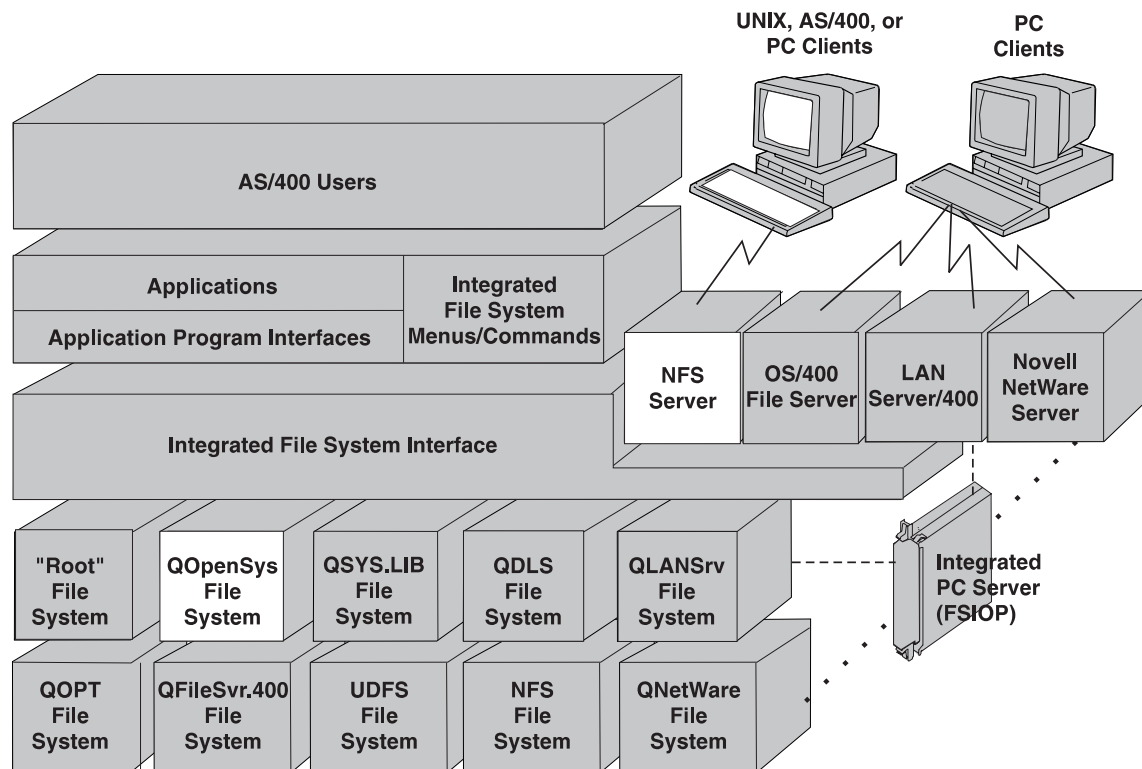 UNIX, AS/400, or
PC Clients
PC
Clients
AS/400 Users
Applications
Application Program Interfaces
Integrated
File System
Menus/Commands
NFS
Server
OS/400
File Server
LAN
Server/400
Novell
NetWare
Server
Integrated File System Interface
"Root"
File
System
QOpenSys
File
System
QSYS.LIB
File
System
QDLS
File
System
QLANSrv
File
System
Integrated
PC Server
(FSIOP)
QOPT
File
System
QFileSvr.400
File
System
UDFS
File
System
NFS
File
System
QNetWare
File
System